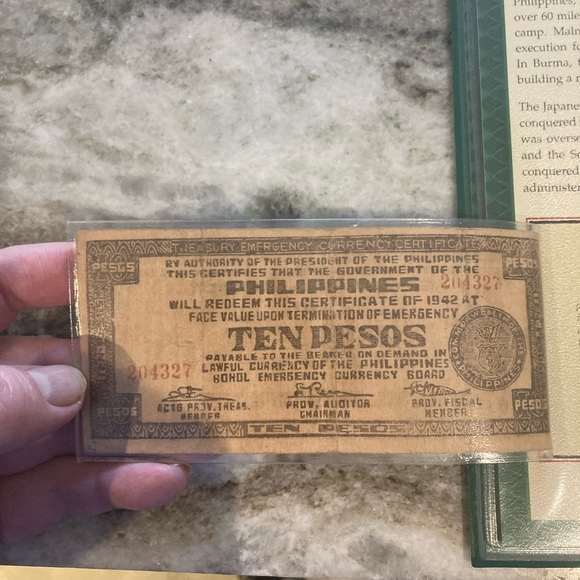 Philippines,
over 60 mile
camp. Maln
execution fo
In Burma, t
building a r
The Japane
conquered
was overse
and the So
conquered
administer
TREASURY EMERGENCY CURRENCY CERTIFICATE
PESOS
PESOS
BY AUTHORITY OF THE PRESIDENT OF THE PHILIPPINES
THIS CERTIFIES THAT THE GOVERNMENT OF THE
PHILIPPINES
204327
WILL REDEEM THIS CERTIFICATE OF 1942 AT
FACE VALUE UPON TERMINATION OF EMERGENCY
TEN PESOS
PAYABLE TO THE BEARER ON DEMAND IN
204327
LAWFUL CURRENCY OF THE PHILIPPINES
BOHOL EMERGENCY CURRENCY BOARD
COMMONWEALTH OF THE PHILIPPINES
ACTG PROV. TREAS.
MEMBER
PROV. AUDITOR
CHAIRMAN
PROV. FISCAL
MEMBER
PESOS
PESOS
TEN PESOS